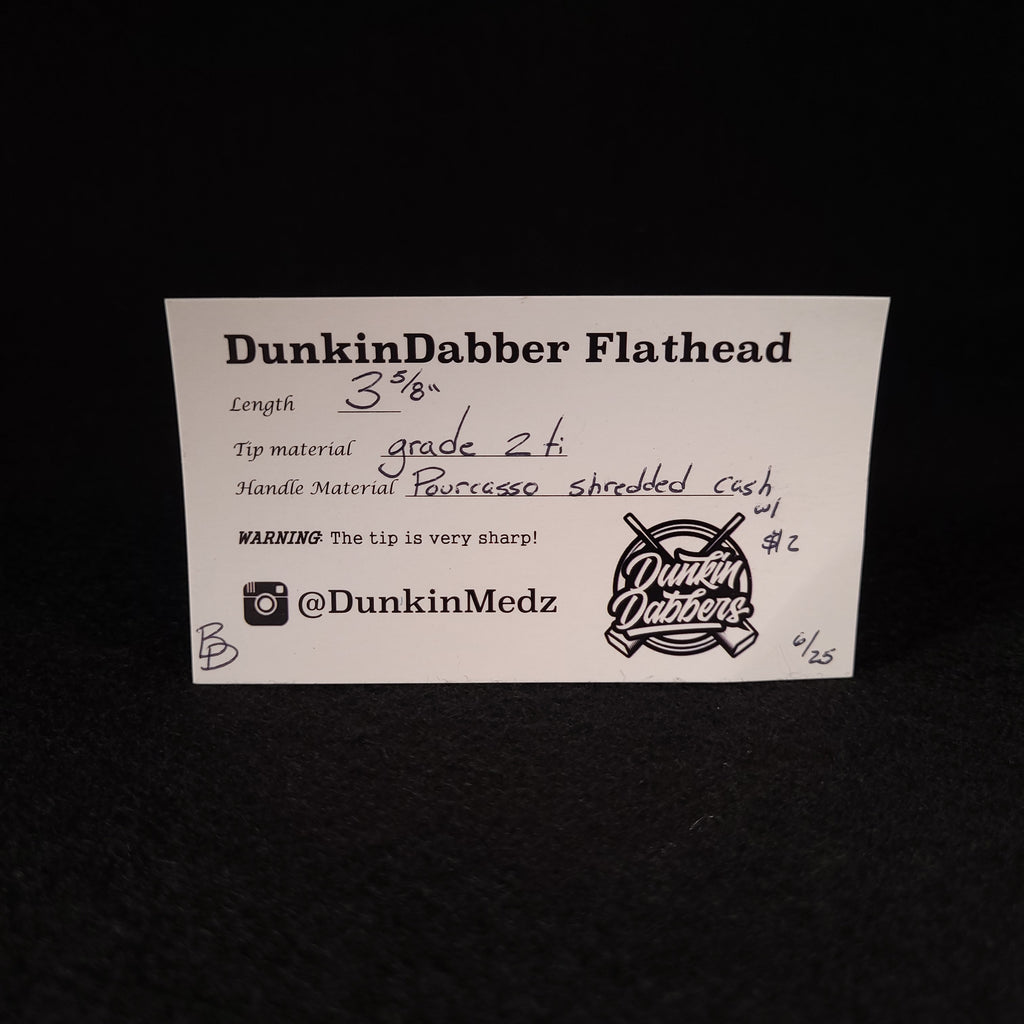 DunkinDabber Flathead
Length 3 5/8"
Tip material grade 2 ti
Handle Material Pourcasso shredded cash
w/
$2
WARNING: The tip is very sharp!
@DunkinMedz
Dunkin
Dabbers
BD
6/25